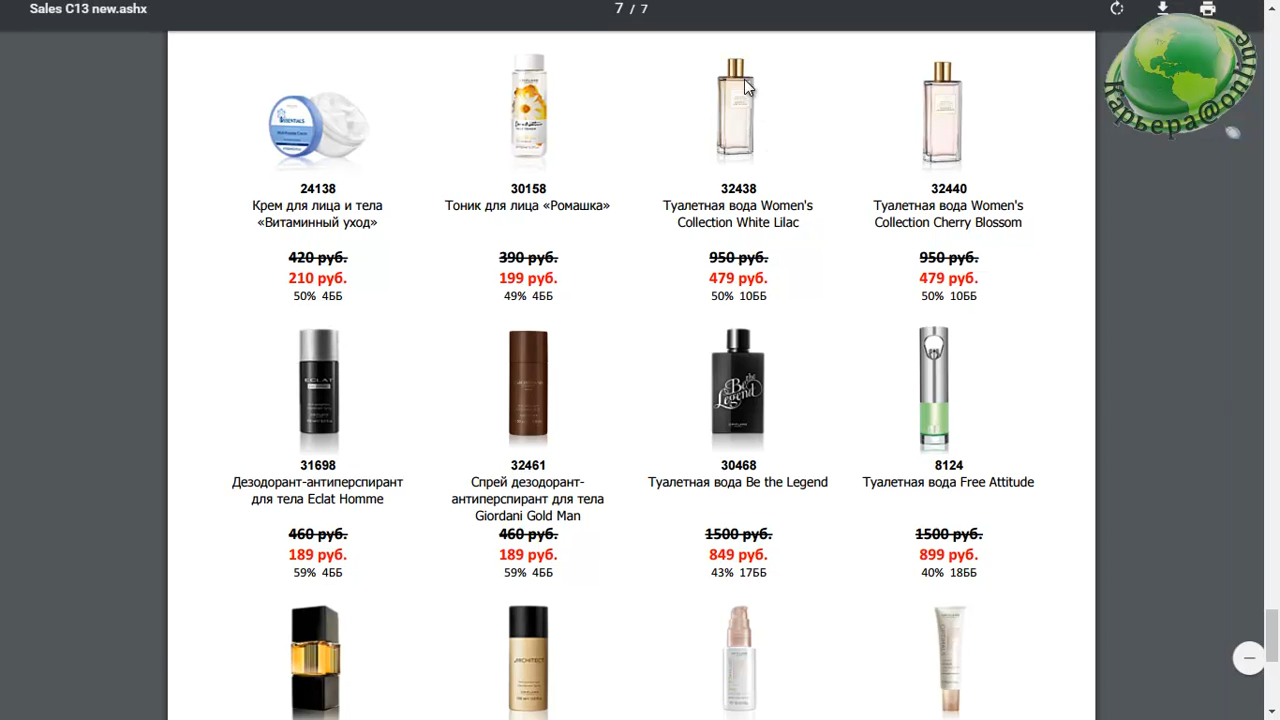 Sales C13 new.ashx
7 / 7
Карьера@online
24138
Крем для лица и тела
«Витаминный уход»
420 руб.
210 руб.
50% 4ББ
30158
Тоник для лица «Ромашка»
390 руб.
199 руб.
49% 4ББ
32438
Туалетная вода Women's
Collection White Lilac
950 руб.
479 руб.
50% 10ББ
32440
Туалетная вода Women's
Collection Cherry Blossom
950 руб.
479 руб.
50% 10ББ
31698
Дезодорант-антиперспирант
для тела Eclat Homme
460 руб.
189 руб.
59% 4ББ
32461
Спрей дезодорант-
антиперспирант для тела
Giordani Gold Man
460 руб.
189 руб.
59% 4ББ
30468
Туалетная вода Be the Legend
1500 руб.
849 руб.
43% 17ББ
8124
Туалетная вода Free Attitude
1500 руб.
899 руб.
40% 18ББ
ECLAT
Be the
Legend
ARCHITECT